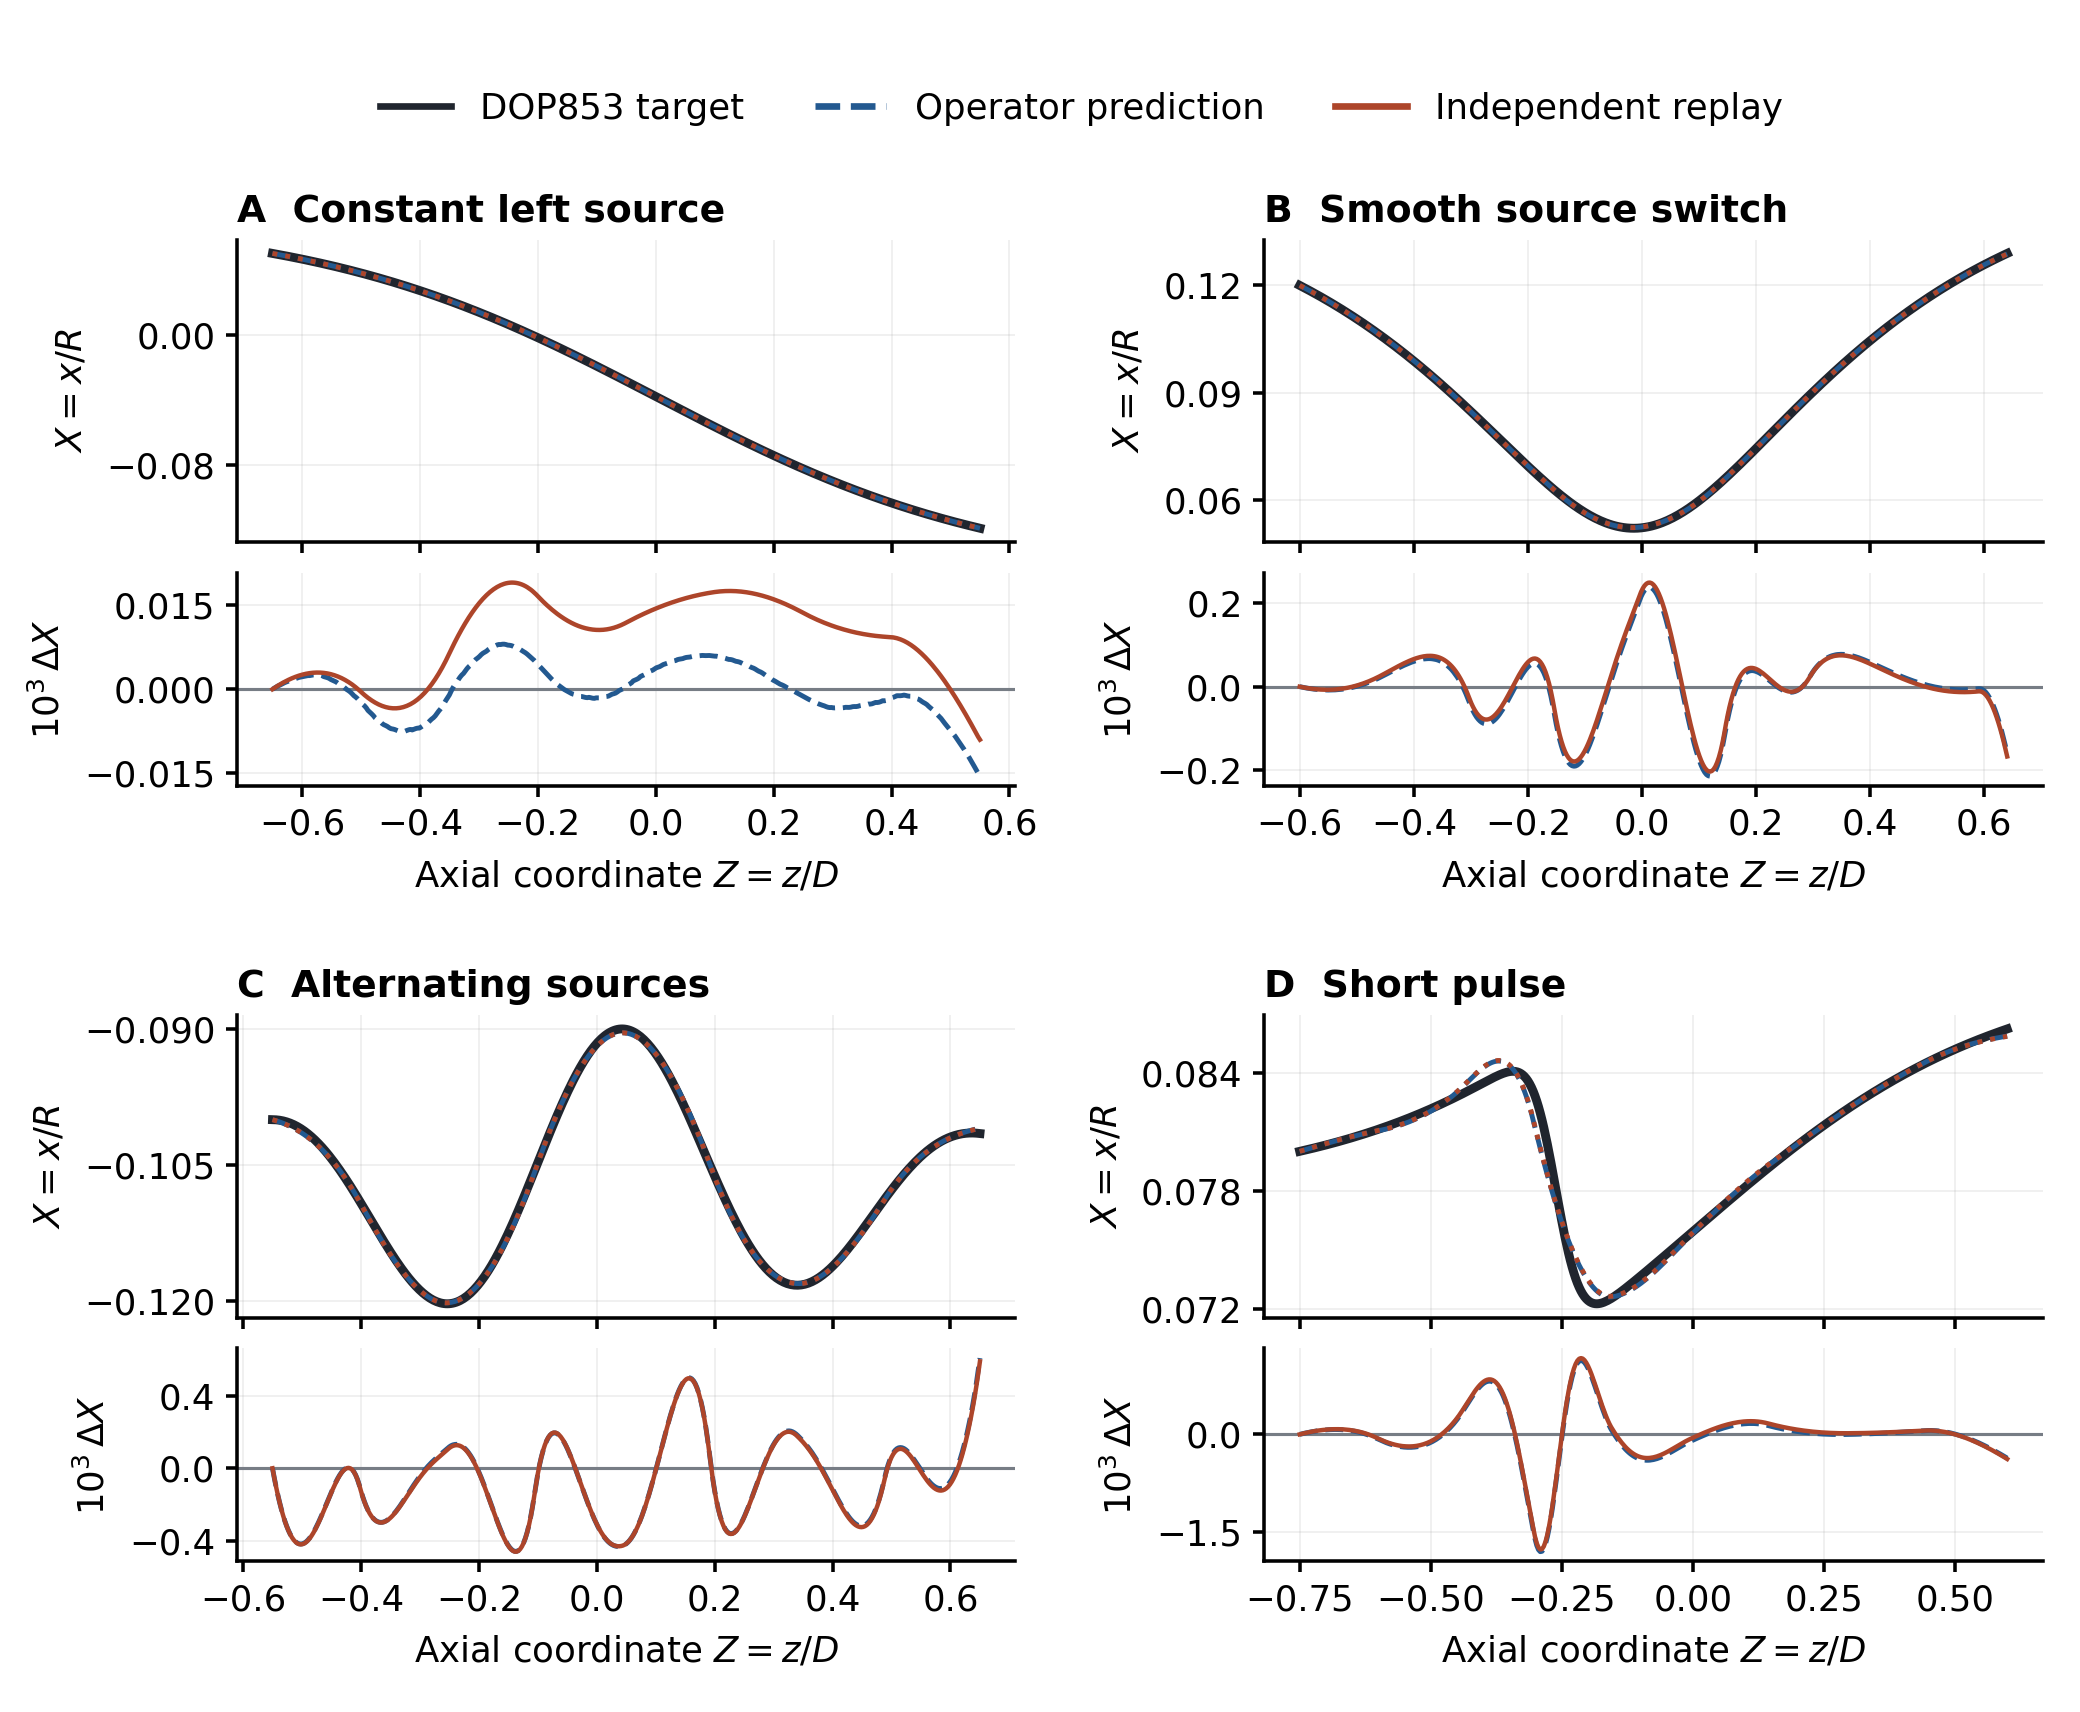 DOP853 target Operator prediction Independent replay
A Constant left source
X = x/R
0.00
−0.08
10³ ΔX
0.015
0.000
−0.015
−0.6 −0.4 −0.2 0.0 0.2 0.4 0.6
Axial coordinate Z = z/D
B Smooth source switch
X = x/R
0.12
0.09
0.06
10³ ΔX
0.2
0.0
−0.2
−0.6 −0.4 −0.2 0.0 0.2 0.4 0.6
Axial coordinate Z = z/D
C Alternating sources
X = x/R
−0.090
−0.105
−0.120
10³ ΔX
0.4
0.0
−0.4
−0.6 −0.4 −0.2 0.0 0.2 0.4 0.6
Axial coordinate Z = z/D
D Short pulse
X = x/R
0.084
0.078
0.072
10³ ΔX
0.0
−1.5
−0.75 −0.50 −0.25 0.00 0.25 0.50
Axial coordinate Z = z/D